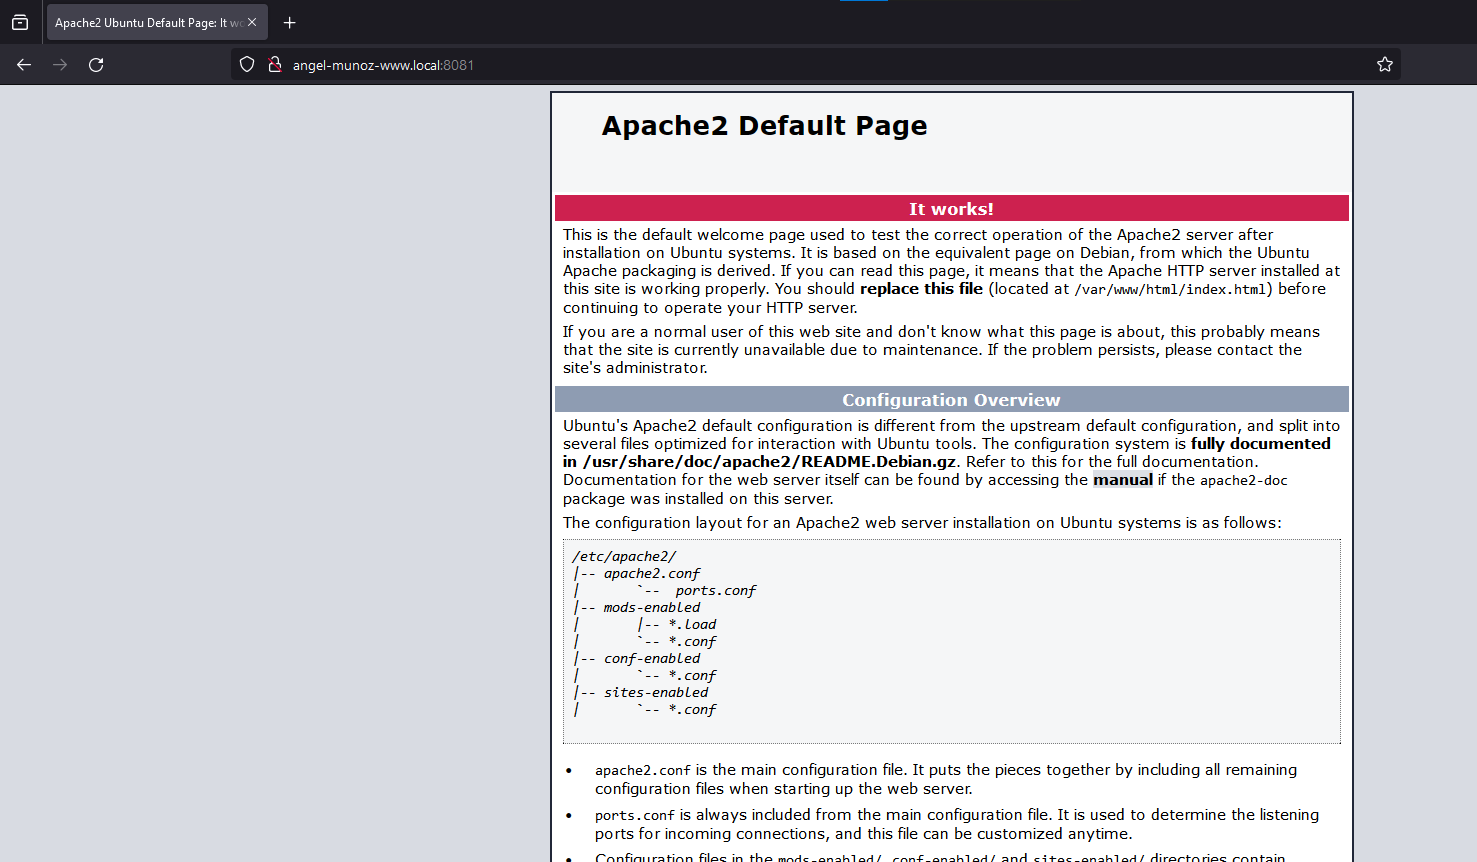 Apache2 Ubuntu Default Page: It wo
angel-munoz-www.local:8081
Apache2 Default Page
It works!
This is the default welcome page used to test the correct operation of the Apache2 server after
installation on Ubuntu systems. It is based on the equivalent page on Debian, from which the Ubuntu
Apache packaging is derived. If you can read this page, it means that the Apache HTTP server installed at
this site is working properly. You should replace this file (located at /var/www/html/index.html) before
continuing to operate your HTTP server.
If you are a normal user of this web site and don't know what this page is about, this probably means
that the site is currently unavailable due to maintenance. If the problem persists, please contact the
site's administrator.
Configuration Overview
Ubuntu's Apache2 default configuration is different from the upstream default configuration, and split into
several files optimized for interaction with Ubuntu tools. The configuration system is fully documented
in /usr/share/doc/apache2/README.Debian.gz. Refer to this for the full documentation.
Documentation for the web server itself can be found by accessing the manual if the apache2-doc
package was installed on this server.
The configuration layout for an Apache2 web server installation on Ubuntu systems is as follows:
/etc/apache2/
|-- apache2.conf
|       `--  ports.conf
|-- mods-enabled
|       |-- *.load
|       `-- *.conf
|-- conf-enabled
|       `-- *.conf
|-- sites-enabled
|       `-- *.conf
• apache2.conf is the main configuration file. It puts the pieces together by including all remaining
configuration files when starting up the web server.
• ports.conf is always included from the main configuration file. It is used to determine the listening
ports for incoming connections, and this file can be customized anytime.
• Configuration files in the mods-enabled/, conf-enabled/ and sites-enabled/ directories contain